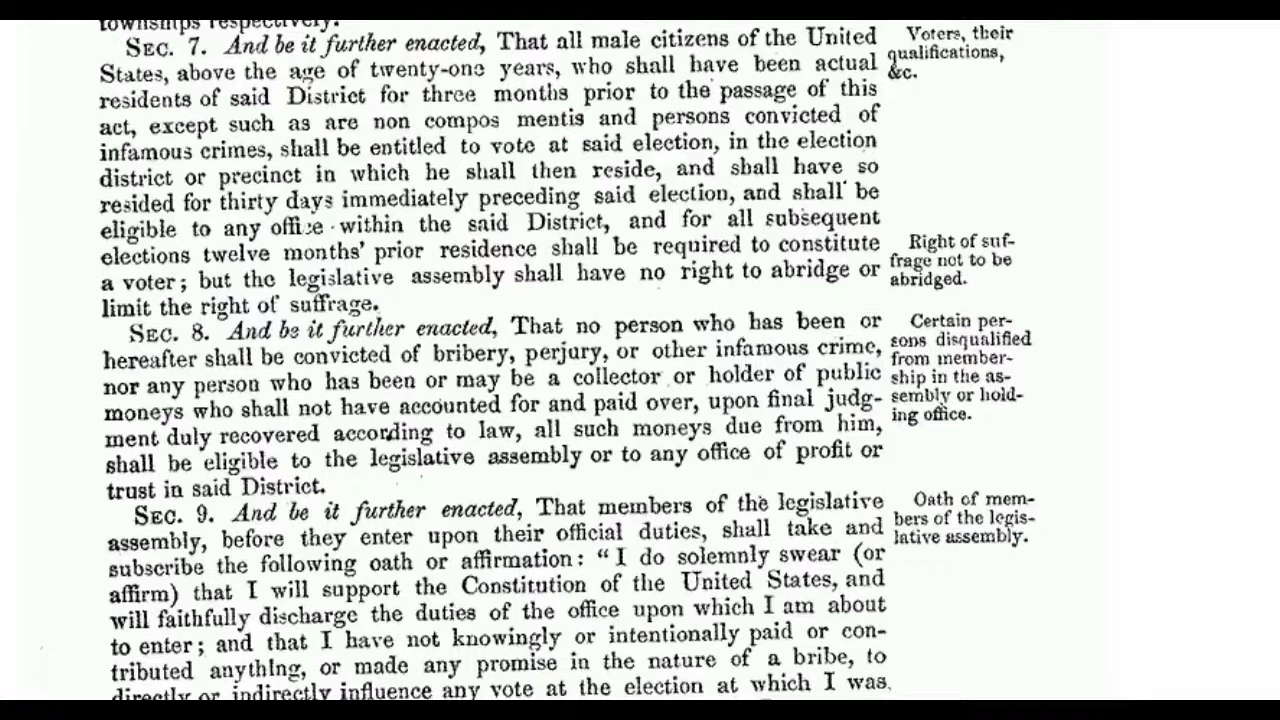 townships respectively.
SEC. 7. And be it further enacted, That all male citizens of the United
States, above the age of twenty-one years, who shall have been actual
residents of said District for three months prior to the passage of this
act, except such as are non compos mentis and persons convicted of
infamous crimes, shall be entitled to vote at said election, in the election
district or precinct in which he shall then reside, and shall have so
resided for thirty days immediately preceding said election, and shall be
eligible to any office within the said District, and for all subsequent
elections twelve months' prior residence shall be required to constitute
a voter; but the legislative assembly shall have no right to abridge or
limit the right of suffrage.
SEC. 8. And be it further enacted, That no person who has been or
hereafter shall be convicted of bribery, perjury, or other infamous crime,
nor any person who has been or may be a collector or holder of public
moneys who shall not have accounted for and paid over, upon final judg-
ment duly recovered according to law, all such moneys due from him,
shall be eligible to the legislative assembly or to any office of profit or
trust in said District.
SEC. 9. And be it further enacted, That members of the legislative
assembly, before they enter upon their official duties, shall take and
subscribe the following oath or affirmation: "I do solemnly swear (or
affirm) that I will support the Constitution of the United States, and
will faithfully discharge the duties of the office upon which I am about
to enter; and that I have not knowingly or intentionally paid or con-
tributed anything, or made any promise in the nature of a bribe, to
directly or indirectly influence any vote at the election at which I was
Voters, their
qualifications,
&c.
Right of suf-
frage not to be
abridged.
Certain per-
sons disqualified
from member-
ship in the as-
sembly or hold-
ing office.
Oath of mem-
bers of the legis-
lative assembly.